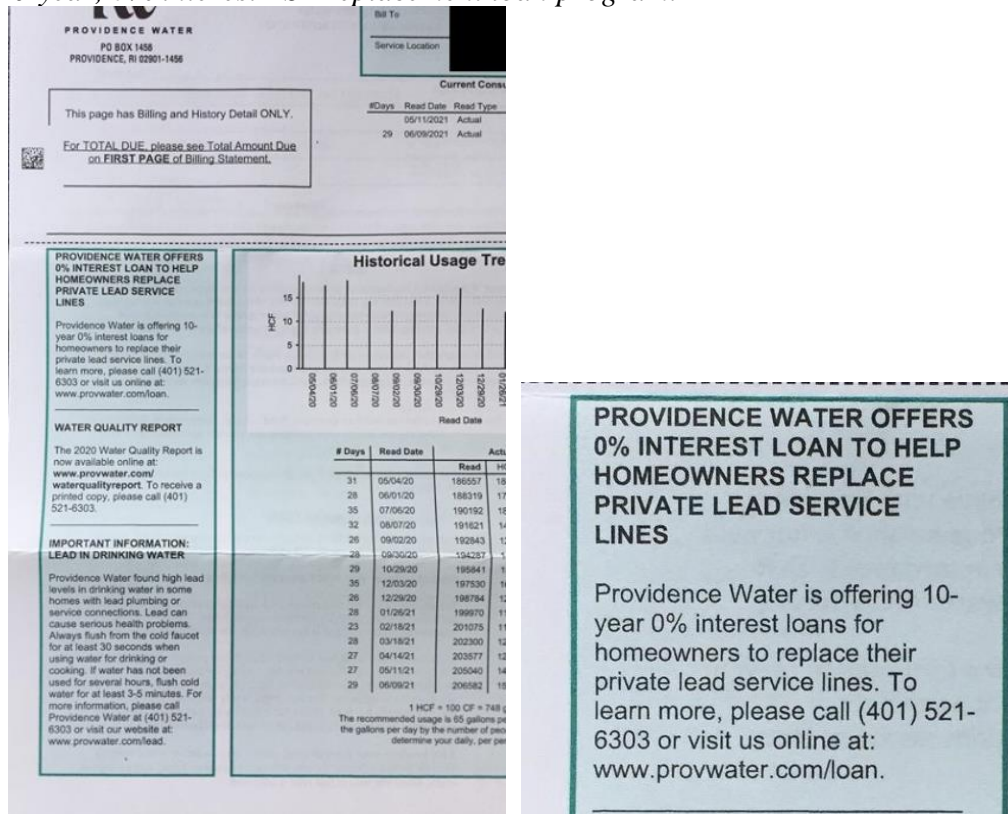 PROVIDENCE WATER
PO BOX 1456
PROVIDENCE, RI 02901-1456
Bill To
Service Location
This page has Billing and History Detail ONLY.
For TOTAL DUE, please see Total Amount Due
on FIRST PAGE of Billing Statement.
Current
#Days Read Date Read Type
05/11/2021 Actual
29 06/09/2021 Actual
PROVIDENCE WATER OFFERS
0% INTEREST LOAN TO HELP
HOMEOWNERS REPLACE
PRIVATE LEAD SERVICE
LINES
Providence Water is offering 10-
year 0% interest loans for
homeowners to replace their
private lead service lines. To
learn more, please call (401) 521-
6303 or visit us online at:
www.provwater.com/loan.
WATER QUALITY REPORT
The 2020 Water Quality Report is
now available online at:
www.provwater.com/
waterqualityreport. To receive a
printed copy, please call (401)
521-6303.
IMPORTANT INFORMATION:
LEAD IN DRINKING WATER
Providence Water found high lead
levels in drinking water in some
homes with lead plumbing or
service connections. Lead can
cause serious health problems.
Always flush from the cold faucet
for at least 30 seconds when
using water for drinking or
cooking. If water has not been
used for several hours, flush cold
water for at least 3-5 minutes. For
more information, please call
Providence Water at (401) 521-
6303 or visit our website at:
www.provwater.com/lead.
Historical Usage Tre
HCF
15
10
5
0
05/04/20
06/01/20
07/06/20
08/07/20
09/02/20
09/30/20
10/29/20
12/03/20
12/29/20
01/26/21
Read Date
# Days Read Date
Read
31 05/04/20 186557
28 06/01/20 188319
35 07/06/20 190192
32 08/07/20 191621
26 09/02/20 192843
28 09/30/20 194287
29 10/29/20 195841
35 12/03/20 197530
26 12/29/20 198784
28 01/26/21 199970
23 02/18/21 201075
28 03/18/21 202300
27 04/14/21 203577
27 05/11/21 205040
29 06/09/21 206582
1 HCF = 100 CF = 748
The recommended usage is 65 gallons
the gallons per day by the number of
determine your daily, per
PROVIDENCE WATER OFFERS
0% INTEREST LOAN TO HELP
HOMEOWNERS REPLACE
PRIVATE LEAD SERVICE
LINES
Providence Water is offering 10-
year 0% interest loans for
homeowners to replace their
private lead service lines. To
learn more, please call (401) 521-
6303 or visit us online at:
www.provwater.com/loan.